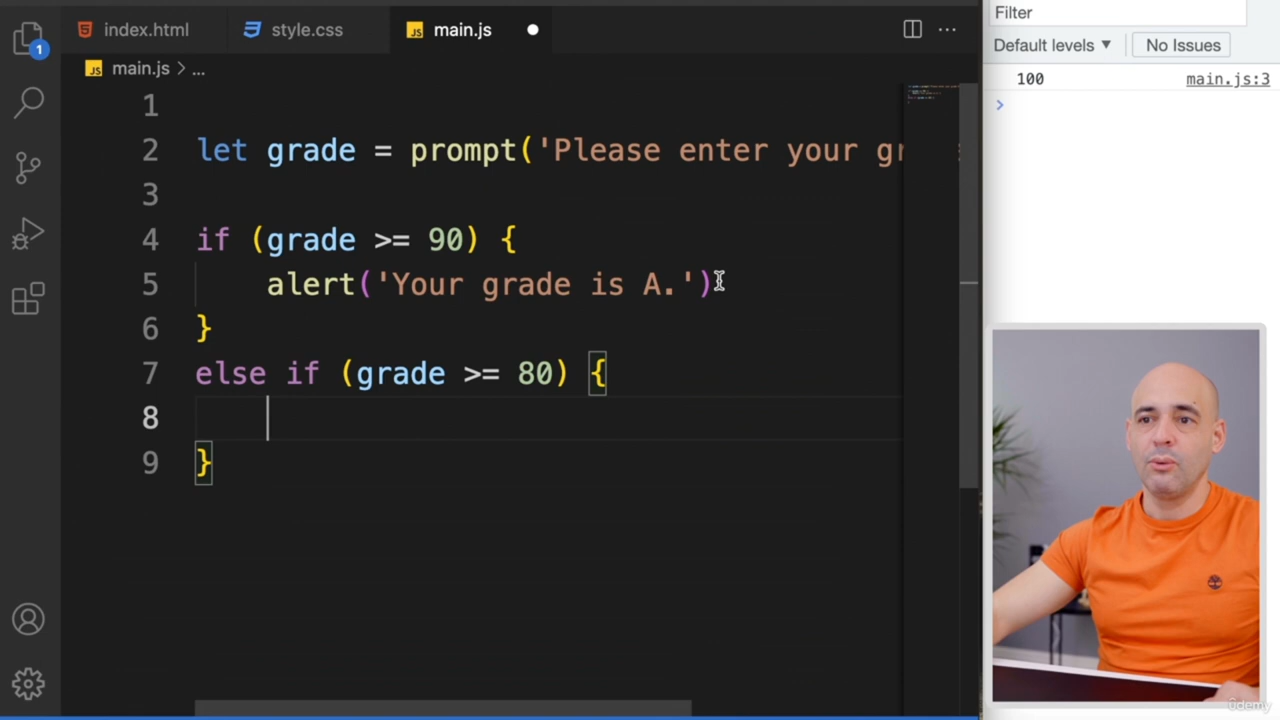 index.html
style.css
main.js
main.js > ...
1
2 let grade = prompt('Please enter your gr
3
4 if (grade >= 90) {
5 alert('Your grade is A.')
6 }
7 else if (grade >= 80) {
8
9 }
1
Filter
Default levels ▼ No Issues
100 main.js:3
>
ûdemy